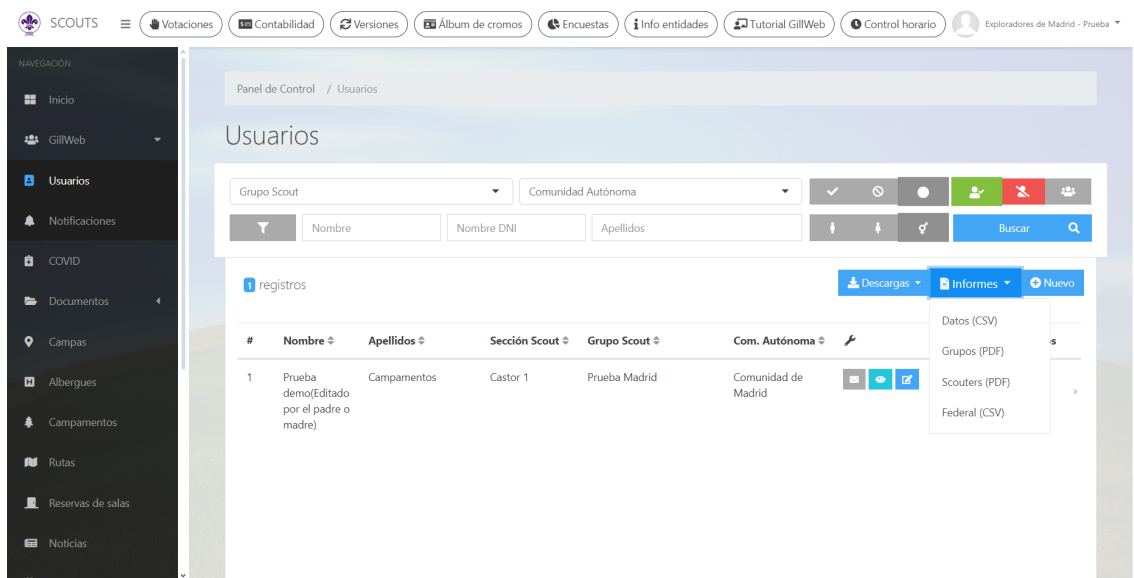 SCOUTS
Votaciones
Contabilidad
Versiones
Álbum de cromos
Encuestas
Info entidades
Tutorial GillWeb
Control horario
Exploradores de Madrid - Prueba
NAVEGACIÓN
Inicio
GillWeb
Usuarios
Notificaciones
COVID
Documentos
Campas
Albergues
Campamentos
Rutas
Reservas de salas
Noticias
Panel de Control / Usuarios
Usuarios
Grupo Scout
Comunidad Autónoma
Nombre
Nombre DNI
Apellidos
Buscar
1 registros
Descargas
Informes
Nuevo
Datos (CSV)
Grupos (PDF)
Scouters (PDF)
Federal (CSV)
# Nombre Apellidos Sección Scout Grupo Scout Com. Autónoma
1 Prueba Campamentos Castor 1 Prueba Madrid Comunidad de
demo(Editado Madrid
por el padre o
madre)